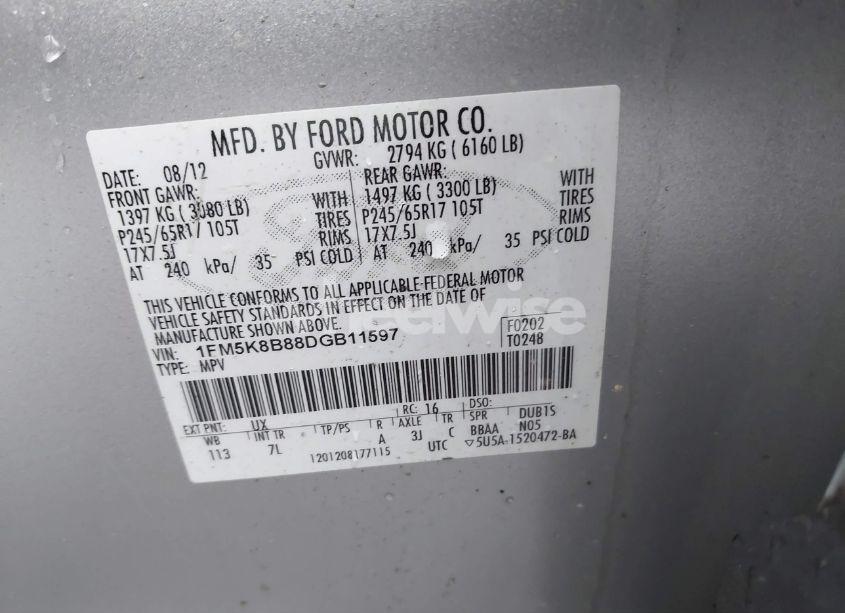 MFD. BY FORD MOTOR CO.
DATE: 08/12 GVWR: 2794 KG ( 6160 LB)
FRONT GAWR: REAR GAWR: WITH
1397 KG ( 3080 LB) WITH 1497 KG ( 3300 LB) TIRES
P245/65R17 105T TIRES P245/65R17 105T RIMS
17X7.5J RIMS 17X7.5J
AT 240 kPa/ 35 PSI COLD AT 240 kPa/ 35 PSI COLD
THIS VEHICLE CONFORMS TO ALL APPLICABLE FEDERAL MOTOR
VEHICLE SAFETY STANDARDS IN EFFECT ON THE DATE OF
MANUFACTURE SHOWN ABOVE.
VIN: 1FM5K8B88DGB11597 F0202
TYPE: MPV T0248
EXT PNT: UX RC: 16 DSO:
WB INT TR TP/PS R AXLE TR SPR DUB1S
113 7L A 3J C BBAA N05
1201208177115 UTC ▽5U5A-1520472-BA